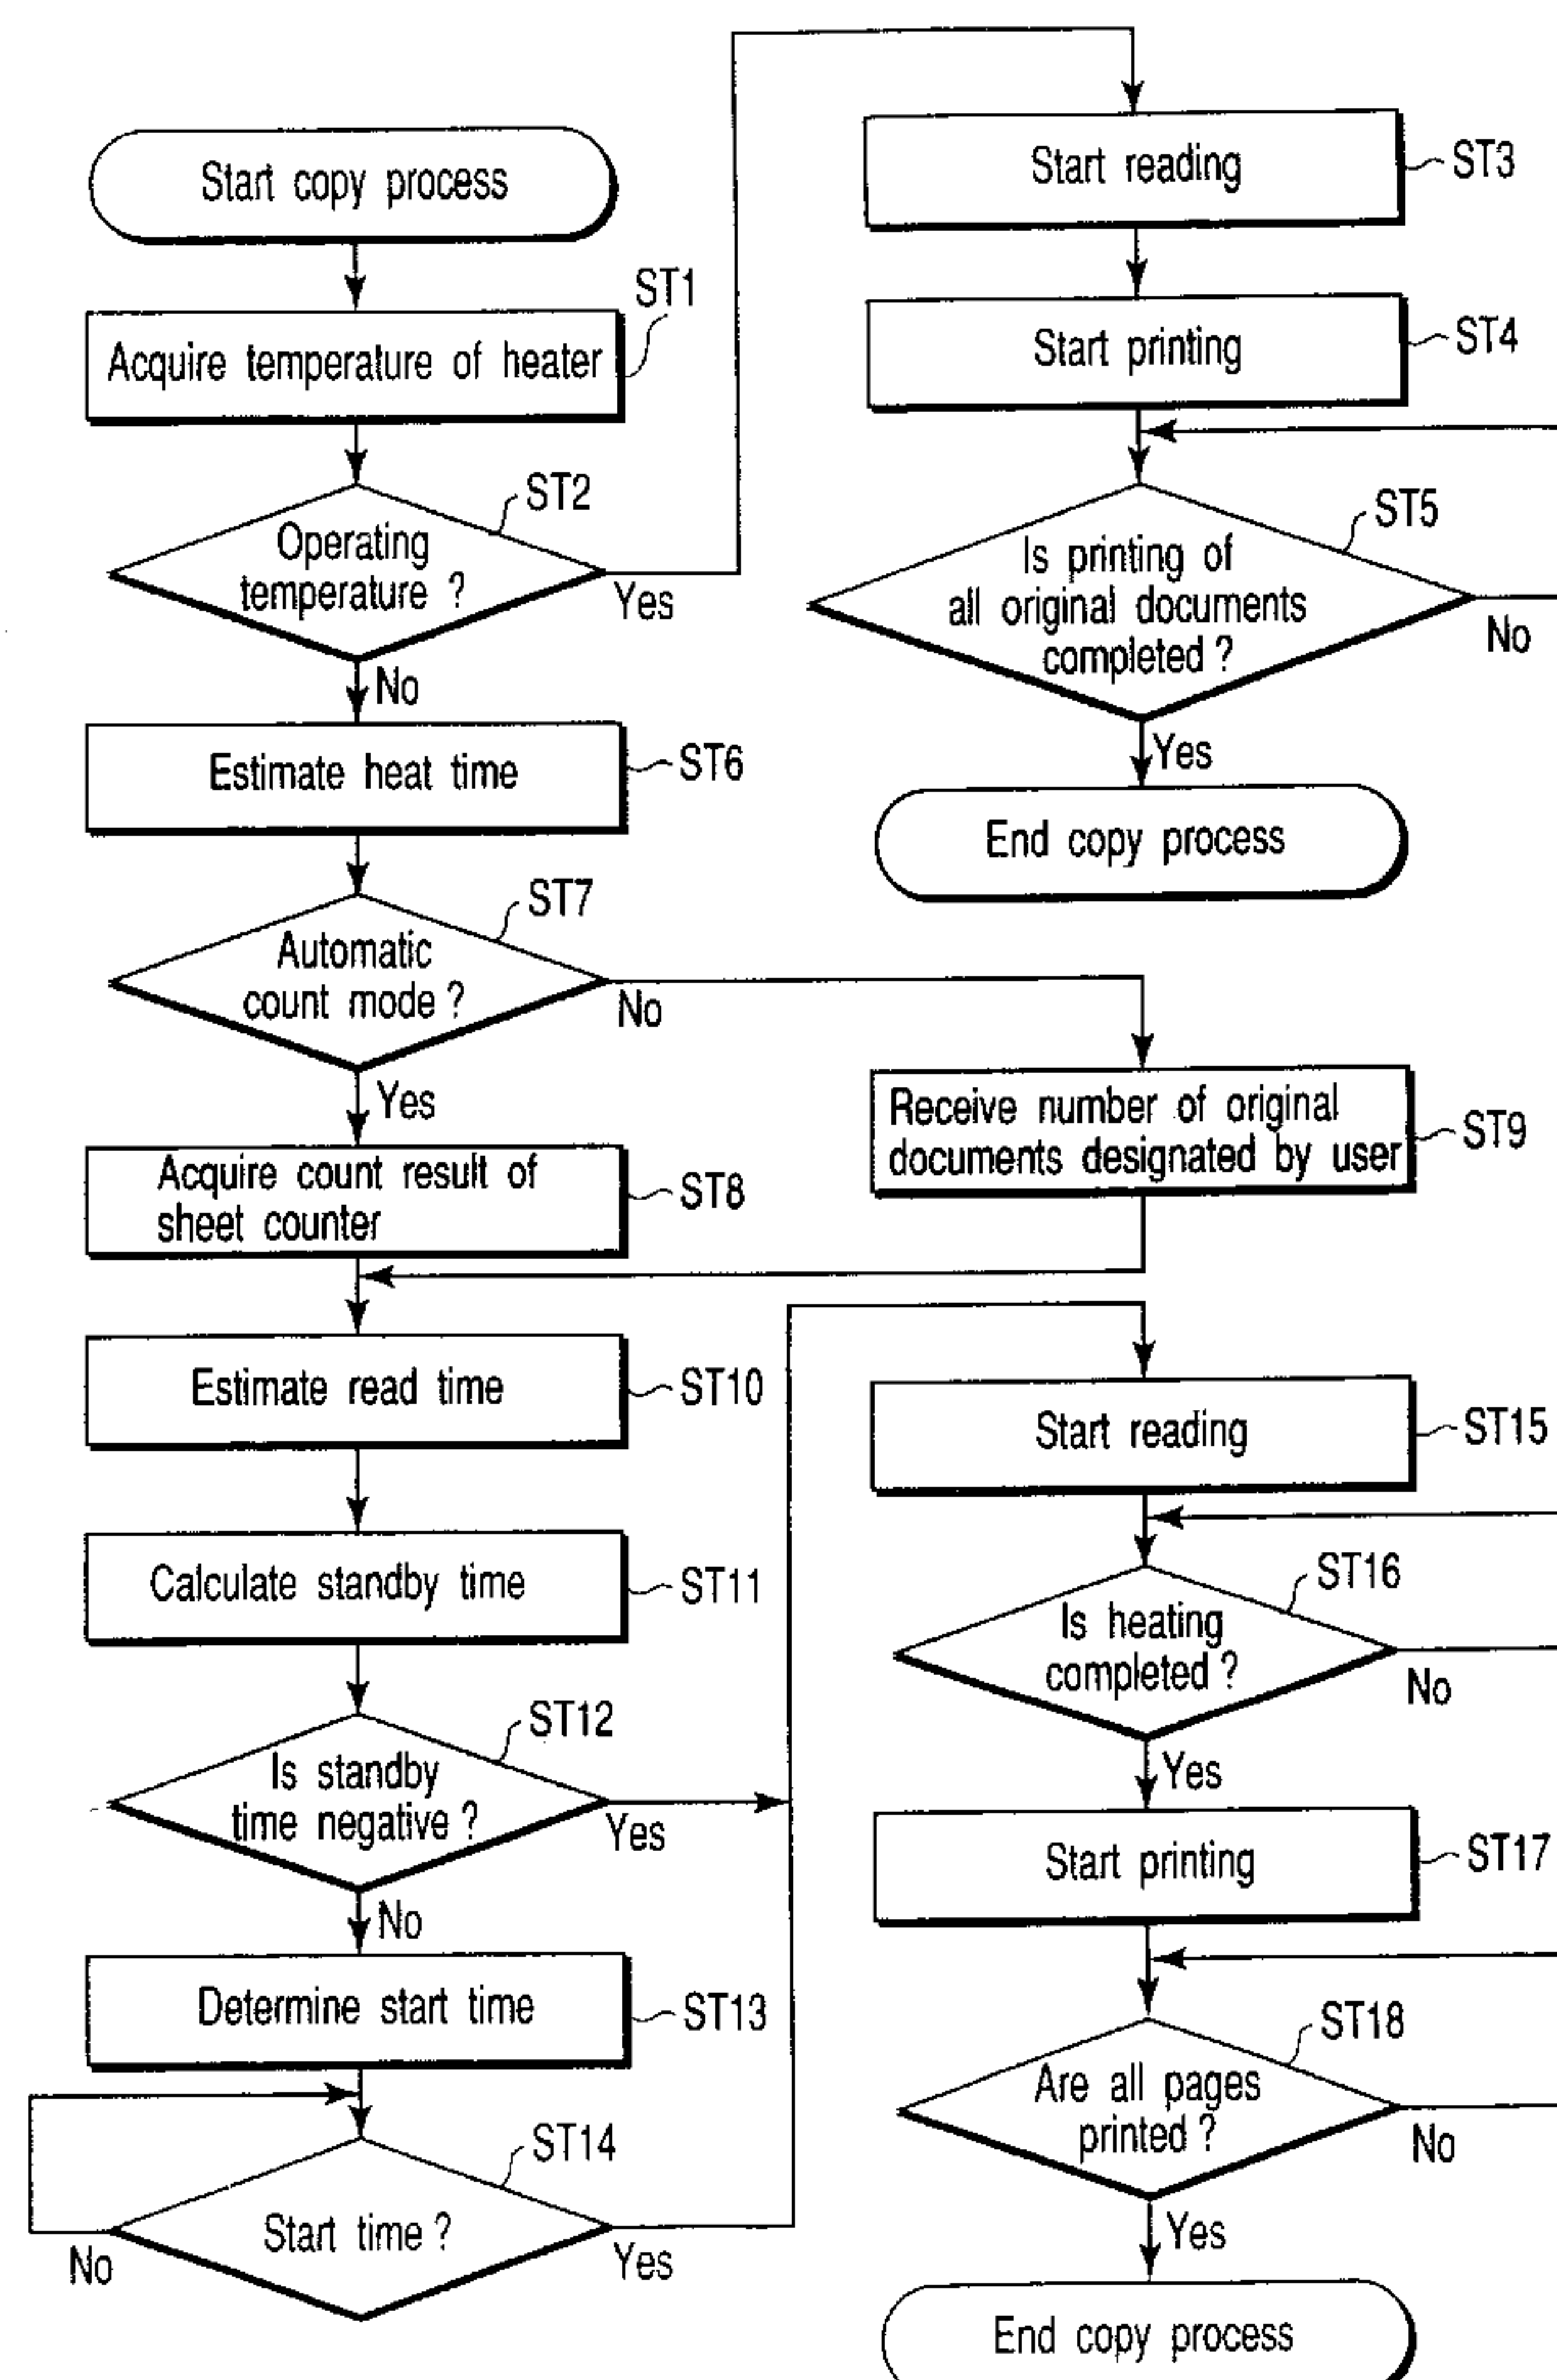 Start copy process
ST1
Acquire temperature of heater
ST2
Operating
temperature ?
Yes
No
Estimate heat time
ST6
ST7
Automatic
count mode ?
No
Yes
Acquire count result of
sheet counter
ST8
Estimate read time
ST10
Calculate standby time
ST11
ST12
Is standby
time negative ?
Yes
No
Determine start time
ST13
ST14
Start time ?
No
Yes
Start reading
ST3
Start printing
ST4
ST5
Is printing of
all original documents
completed ?
No
Yes
End copy process
Receive number of original
documents designated by user
ST9
Start reading
ST15
ST16
Is heating
completed ?
No
Yes
Start printing
ST17
ST18
Are all pages
printed ?
No
Yes
End copy process